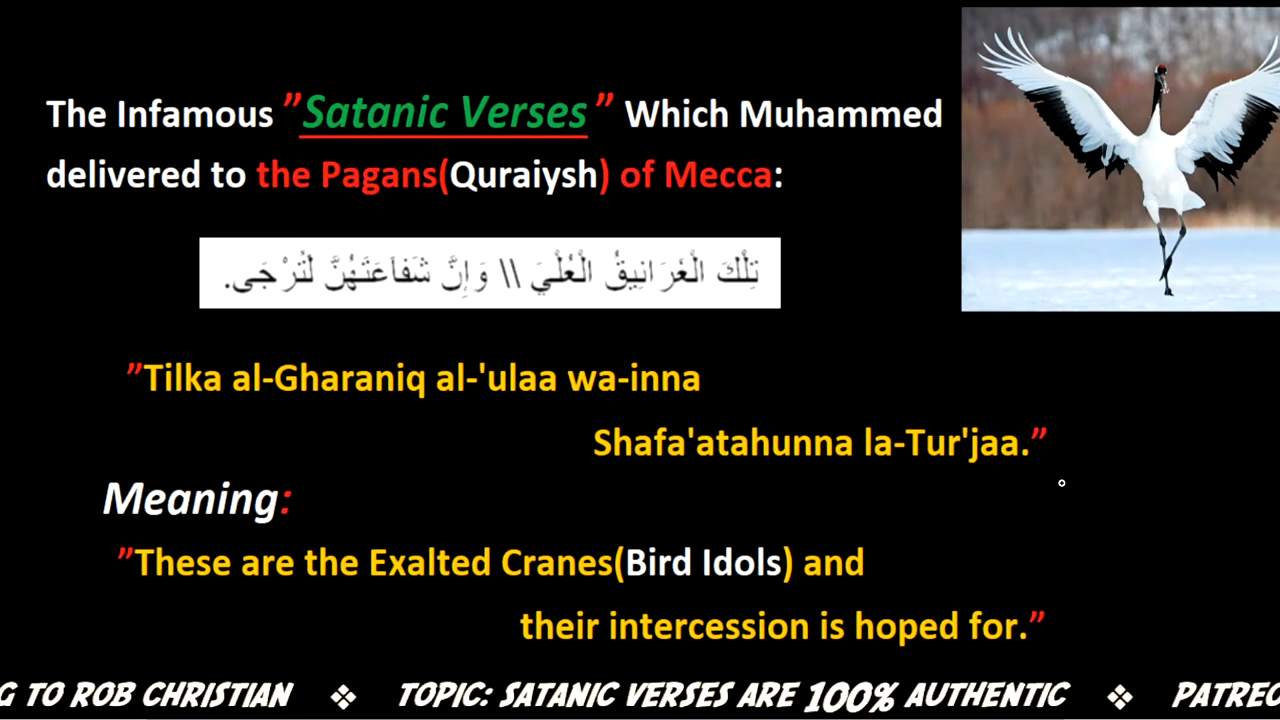 The Infamous ”Satanic Verses” Which Muhammed
delivered to the Pagans(Quraiysh) of Mecca:
تِلْكَ الْغَرَانِيقُ الْعُلْيَ \\ وَإِنَّ شَفَاعَتَهُنَّ لَتُرْجَى.
”Tilka al-Gharaniq al-'ulaa wa-inna
Shafa'atahunna la-Tur'jaa.”
Meaning:
”These are the Exalted Cranes(Bird Idols) and
their intercession is hoped for.”
G TO ROB CHRISTIAN ❖ TOPIC: SATANIC VERSES ARE 100% AUTHENTIC ❖ PATREO